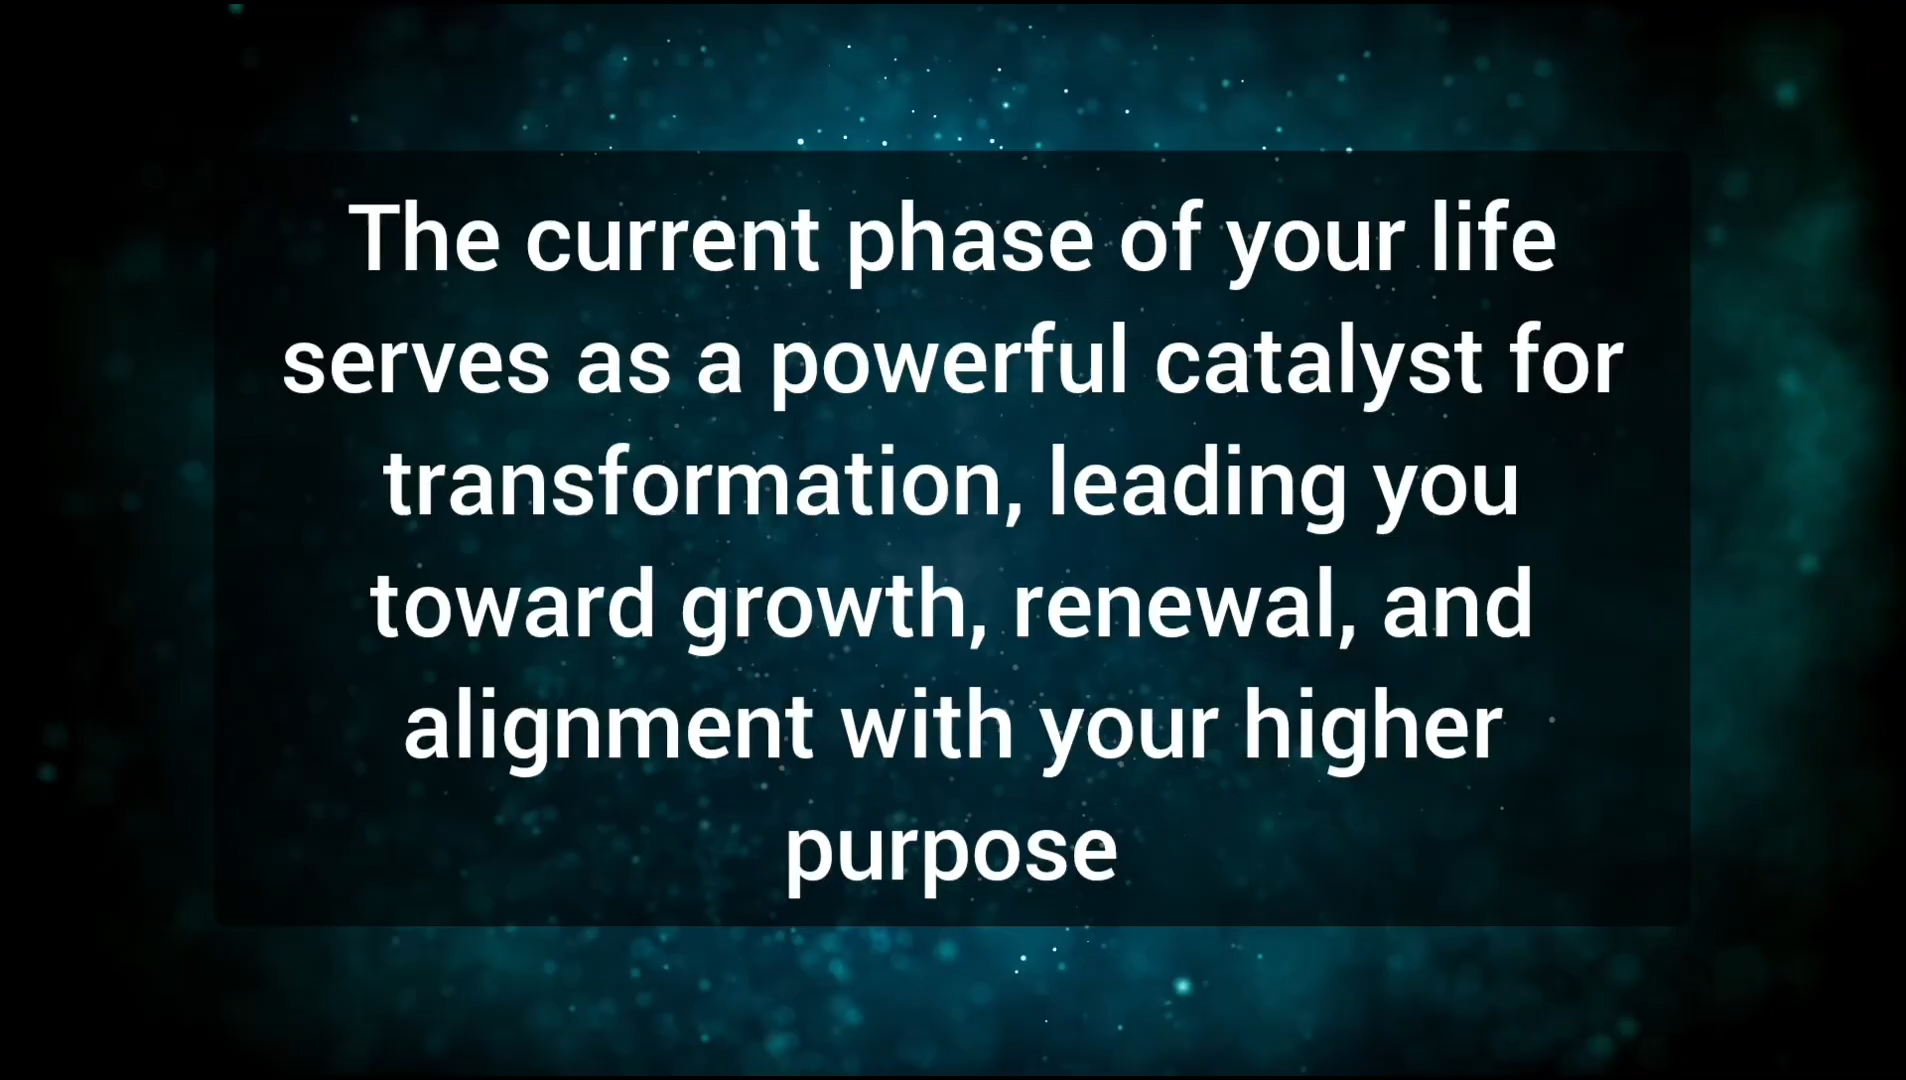 The current phase of your life
serves as a powerful catalyst for
transformation, leading you
toward growth, renewal, and
alignment with your higher
purpose